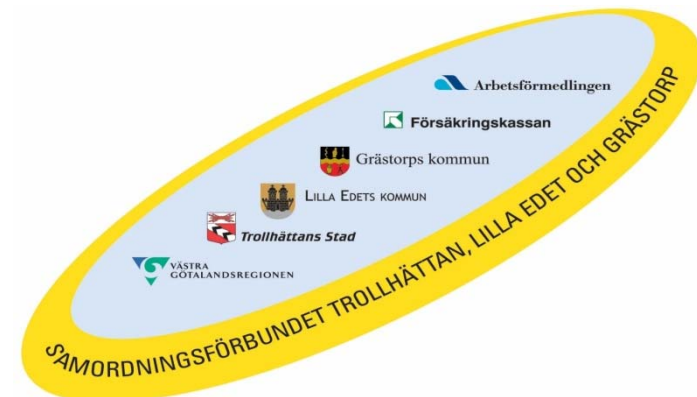 Arbetsförmedlingen
Försäkringskassan
Grästorps kommun
LILLA EDETS KOMMUN
Trollhättans Stad
VÄSTRA
GÖTALANDSREGIONEN
SAMORDNINGSFÖRBUNDET TROLLHÄTTAN, LILLA EDET OCH GRÄSTORP